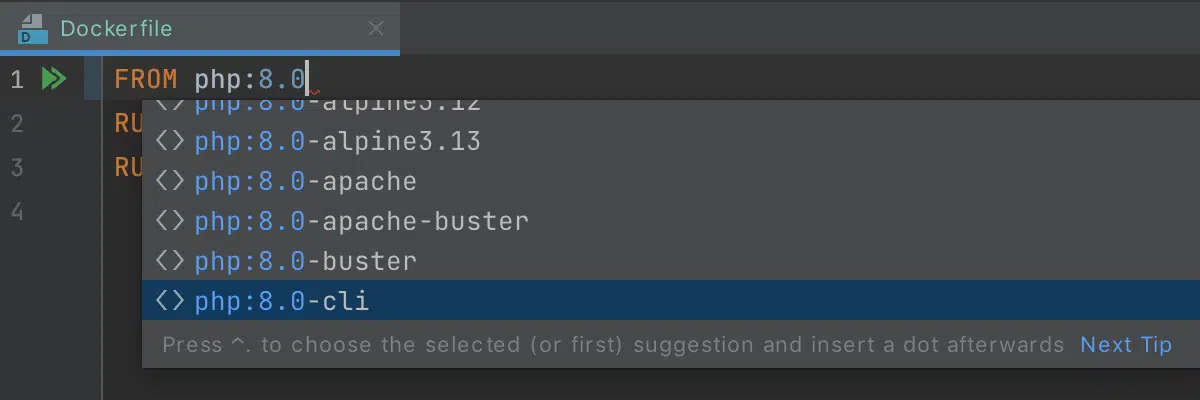 Dockerfile
1 FROM php:8.0
<> php:8.0-alpine3.12
2 RU
<> php:8.0-alpine3.13
3 RU
<> php:8.0-apache
4
<> php:8.0-apache-buster
<> php:8.0-buster
<> php:8.0-cli
Press ^. to choose the selected (or first) suggestion and insert a dot afterwards Next Tip